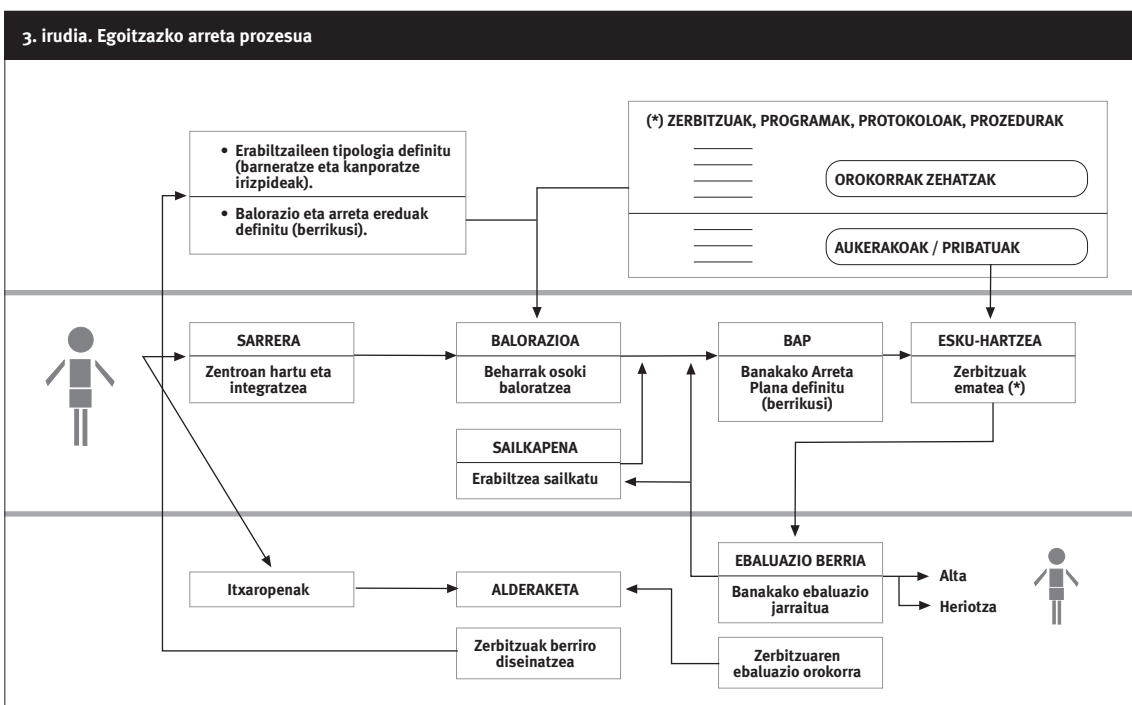 3. irudia. Egoitzazko arreta prozesua
• Erabiltzaileen tipologia definitu
(barneratze eta kanporatze
irizpideak).
• Balorazio eta arreta ereduak
definitu (berrikusi).
(*) ZERBITZUAK, PROGRAMAK, PROTOKOLOAK, PROZEDURAK
OROKORRAK ZEHATZAK
AUKERAKOAK / PRIBATUAK
SARRERA
Zentroan hartu eta
integratzea
BALORAZIOA
Beharrak osoki
baloratzea
BAP
Banakako Arreta
Plana definitu
(berrikusi)
ESKU-HARTZEA
Zerbitzuak
ematea (*)
SAILKAPENA
Erabiltzea sailkatu
Itxaropenak
ALDERAKETA
EBALUAZIO BERRIA
Banakako ebaluazio
jarraitua
Alta
Heriotza
Zerbitzuak berriro
diseinatzea
Zerbitzuaren
ebaluazio orokorra